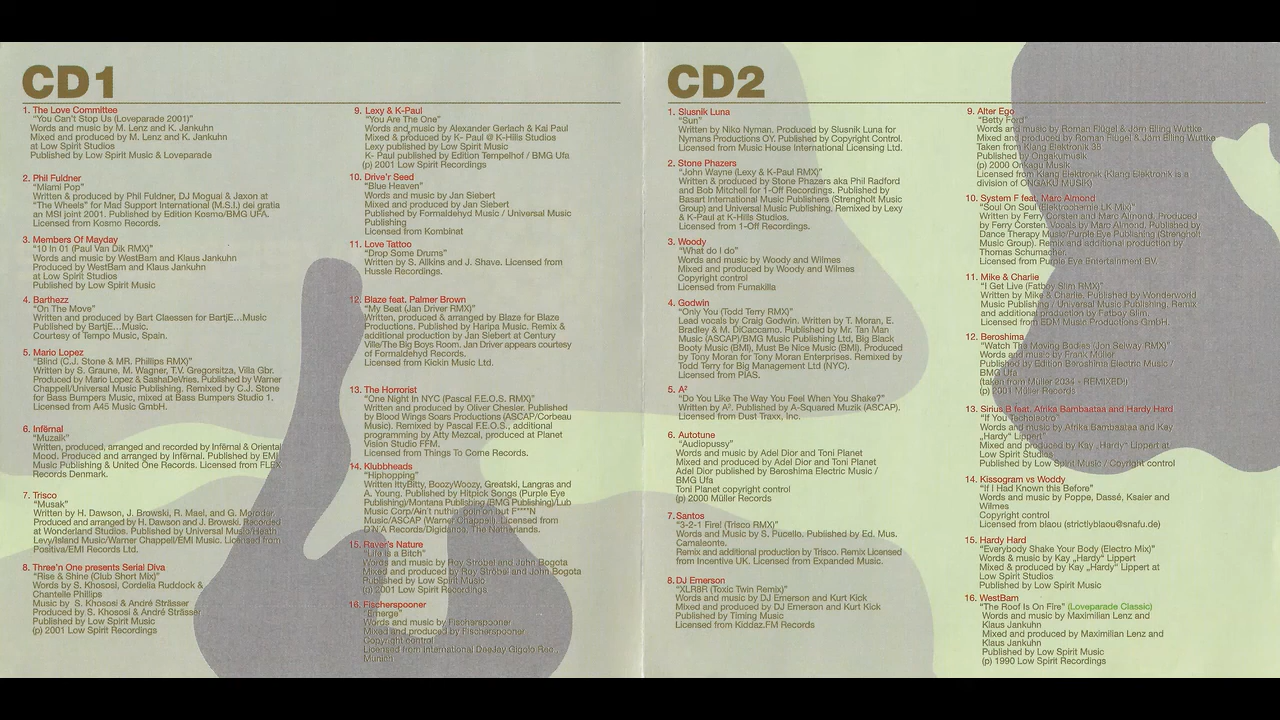 CD1
1. The Love Committee
"You Can't Stop Us (Loveparade 2001)"
Words and music by M. Lenz and K. Jankuhn
Mixed and produced by M. Lenz and K. Jankuhn
at Low Spirit Studios
Published by Low Spirit Music & Loveparade
2. Phil Fuldner
"Miami Pop"
Written & produced by Phil Fuldner, DJ Moguai & Jaxon at
"The Wheels" for Mad Support International (M.S.I.) dei gratia
an MSI joint 2001. Published by Edition Kosmo/BMG UFA.
Licensed from Kosmo Records.
3. Members Of Mayday
"10 In 01 (Paul Van Dik RMX)"
Words and music by WestBam and Klaus Jankuhn
Produced by WestBam and Klaus Jankuhn
at Low Spirit Studios
Published by Low Spirit Music
4. Barthezz
"On The Move"
Written and produced by Bart Claessen for BartjE...Music
Published by BartjE...Music.
Courtesy of Tempo Music, Spain.
5. Mario Lopez
"Blind (C.J. Stone & MR. Phillips RMX)"
Written by S. Graune, M. Wagner, T.V. Gregorsitza, Villa Gbr.
Produced by Mario Lopez & SashaDeVries. Published by Warner
Chappell/Universal Music Publishing. Remixed by C.J. Stone
for Bass Bumpers Music, mixed at Bass Bumpers Studio 1.
Licensed from A45 Music GmbH.
6. Infërnal
"Muzaik"
Written, produced, arranged and recorded by Infërnal & Oriental
Mood. Produced and arranged by Infërnal. Published by EMI
Music Publishing & United One Records. Licensed from FLEX
Records Denmark.
7. Trisco
"Musak"
Written by H. Dawson, J. Browski, R. Mael, and G. Moroder.
Produced and arranged by H. Dawson and J. Browski. Recorded
at Wonderland Studios. Published by Universal Music/Heath
Levy/Island Music/Warner Chappell/EMI Music. Licensed from
Positiva/EMI Records Ltd.
8. Three'n One presents Serial Diva
"Rise & Shine (Club Short Mix)"
Words by S. Khososi, Cordelia Ruddock &
Chantelle Phillips
Music by S. Khososi & André Strässer
Produced by S. Khososi & André Strässer
Published by Low Spirit Music
(p) 2001 Low Spirit Recordings
9. Lexy & K-Paul
"You Are The One"
Words and music by Alexander Gerlach & Kai Paul
Mixed & produced by K- Paul @ K-Hills Studios
Lexy published by Low Spirit Music
K- Paul published by Edition Tempelhof / BMG Ufa
(p) 2001 Low Spirit Recordings
10. Driv'r Seed
"Blue Heaven"
Words and music by Jan Siebert
Mixed and produced by Jan Siebert
Published by Formaldehyd Music / Universal Music
Publishing
Licensed from Kombinat
11. Love Tattoo
"Drop Some Drums"
Written by S. Allkins and J. Shave. Licensed from
Hussle Recordings.
12. Blaze feat. Palmer Brown
"My Beat (Jan Driver RMX)"
Written, produced & arranged by Blaze for Blaze
Productions. Published by Haripa Music. Remix &
additional production by Jan Siebert at Century
Ville/The Big Boys Room. Jan Driver appears courtesy
of Formaldehyd Records.
Licensed from Kickin Music Ltd.
13. The Horrorist
"One Night In NYC (Pascal F.E.O.S. RMX)"
Written and produced by Oliver Chesler. Published
by Blood Wings Soars Productions (ASCAP/Corbeau
Music). Remixed by Pascal F.E.O.S., additional
programming by Atty Mezcal, produced at Planet
Vision Studio FFM.
Licensed from Things To Come Records.
14. Klubbheads
"Hiphopping"
Written IttyBitty, BoozyWoozy, Greatski, Langras and
A. Young. Published by Hitpick Songs (Purple Eye
Publishing/Montana Publishing (BMG Publishing)/Lub
Music Corp/Ain't nuthin' goin on but F****N
Music/ASCAP (Warner Chappell). Licensed from
D'N'A Records/Digidance, The Netherlands.
15. Raver's Nature
"Life is a Bitch"
Words and music by Roy Ströbel and John Bogota
Mixed and produced by Roy Ströbel and John Bogota
Published by Low Spirit Music
(p) 2001 Low Spirit Recordings
16. Fischerspooner
"Emerge"
Words and music by Fischerspooner
Mixed and produced by Fischerspooner
Copyright control
Licensed from International DeeJay Gigolo Rec.,
Munich
CD2
1. Slusnik Luna
"Sun"
Written by Niko Nyman. Produced by Slusnik Luna for
Nymans Productions OY. Published by Copyright Control.
Licensed from Music House International Licensing Ltd.
2. Stone Phazers
"John Wayne (Lexy & K-Paul RMX)"
Written & produced by Stone Phazers aka Phil Radford
and Bob Mitchell for 1-Off Recordings. Published by
Basart International Music Publishers (Strengholt Music
Group) and Universal Music Publishing. Remixed by Lexy
& K-Paul at K-Hills Studios.
Licensed from 1-Off Recordings.
3. Woody
"What do I do"
Words and music by Woody and Wilmes
Mixed and produced by Woody and Wilmes
Copyright control
Licensed from Fumakilla
4. Godwin
"Only You (Todd Terry RMX)"
Lead vocals by Craig Godwin. Written by T. Moran, E.
Bradley & M. DiCaccamo. Published by Mr. Tan Man
Music (ASCAP)/BMG Music Publishing Ltd, Big Black
Booty Music (BMI), Must Be Nice Music (BMI). Produced
by Tony Moran for Tony Moran Enterprises. Remixed by
Todd Terry for Big Management Ltd (NYC).
Licensed from PIAS.
5. A²
"Do You Like The Way You Feel When You Shake?"
Written by A². Published by A-Squared Muzik (ASCAP).
Licensed from Dust Traxx, Inc.
6. Autotune
"Audiopussy"
Words and music by Adel Dior and Toni Planet
Mixed and produced by Adel Dior and Toni Planet
Adel Dior published by Beroshima Electric Music /
BMG Ufa
Toni Planet copyright control
(p) 2000 Müller Records
7. Santos
"3-2-1 Fire! (Trisco RMX)"
Words and Music by S. Pucello. Published by Ed. Mus.
Camaleonte.
Remix and additional production by Trisco. Remix Licensed
from Incentive UK. Licensed from Expanded Music.
8. DJ Emerson
"XLR8R (Toxic Twin Remix)"
Words and music by DJ Emerson and Kurt Kick
Mixed and produced by DJ Emerson and Kurt Kick
Published by Timing Music
Licensed from Kiddaz.FM Records
9. Alter Ego
"Betty Ford"
Words and music by Roman Flügel & Jörn Elling Wuttke
Mixed and produced by Roman Flügel & Jörn Elling Wuttke
Taken from Klang Elektronik 38
Published by Ongakumusik
(p) 2000 Ongaku Musik
Licensed from Klang Elektronik (Klang Elektronik is a
division of ONGAKU MUSIK)
10. System F feat. Marc Almond
"Soul On Soul (Elektrochemie LK Mix)"
Written by Ferry Corsten and Marc Almond. Produced
by Ferry Corsten. Vocals by Marc Almond. Published by
Dance Therapy Music/Purple Eye Publishing (Strengholt
Music Group). Remix and additional production by
Thomas Schumacher.
Licensed from Purple Eye Entertainment BV.
11. Mike & Charlie
"I Get Live (Fatboy Slim RMX)"
Written by Mike & Charlie. Published by Wonderworld
Music Publishing / Universal Music Publishing. Remix
and additional production by Fatboy Slim.
Licensed from EDM Music Productions GmbH.
12. Beroshima
"Watch The Moving Bodies (Jon Selway RMX)"
Words and music by Frank Müller
Published by Edition Beroshima Electric Music /
BMG Ufa
(taken from Müller 2034 - REMIXED!)
(p) 2001 Müller Records
13. Sirius B feat. Afrika Bambaataa and Hardy Hard
"If You Techolectro"
Words and music by Afrika Bambaataa and Kay
„Hardy" Lippert
Mixed and produced by Kay „Hardy" Lippert at
Low Spirit Studios
Published by Low Spirit Music / Coyright control
14. Kissogram vs Woddy
"If I Had Known this Before"
Words and music by Poppe, Dassé, Ksaier and
Wilmes
Copyright control
Licensed from blaou (strictlyblaou@snafu.de)
15. Hardy Hard
"Everybody Shake Your Body (Electro Mix)"
Words & music by Kay „Hardy" Lippert
Mixed & produced by Kay „Hardy" Lippert at
Low Spirit Studios
Published by Low Spirit Music
16. WestBam
"The Roof Is On Fire" (Loveparade Classic)
Words and music by Maximilian Lenz and
Klaus Jankuhn
Mixed and produced by Maximilian Lenz and
Klaus Jankuhn
Published by Low Spirit Music
(p) 1990 Low Spirit Recordings